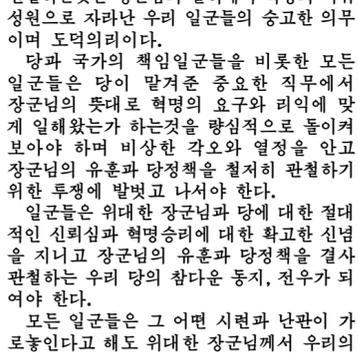 성원으로 자라난 우리 일군들의 숭고한 의무
이며 도덕의리이다.
당과 국가의 책임일군들을 비롯한 모든
일군들은 당이 맡겨준 중요한 직무에서
장군님의 뜻대로 혁명의 요구와 리익에 맞
게 일해왔는가 하는것을 량심적으로 돌이켜
보아야 하며 비상한 각오와 열정을 안고
장군님의 유훈과 당정책을 철저히 관철하기
위한 투쟁에 발벗고 나서야 한다.
일군들은 위대한 장군님과 당에 대한 절대
적인 신뢰심과 혁명승리에 대한 확고한 신념
을 지니고 장군님의 유훈과 당정책을 결사
관철하는 우리 당의 참다운 동지, 전우가 되
여야 한다.
모든 일군들은 그 어떤 시련과 난관이 가
로놓인다고 해도 위대한 장군님께서 우리의